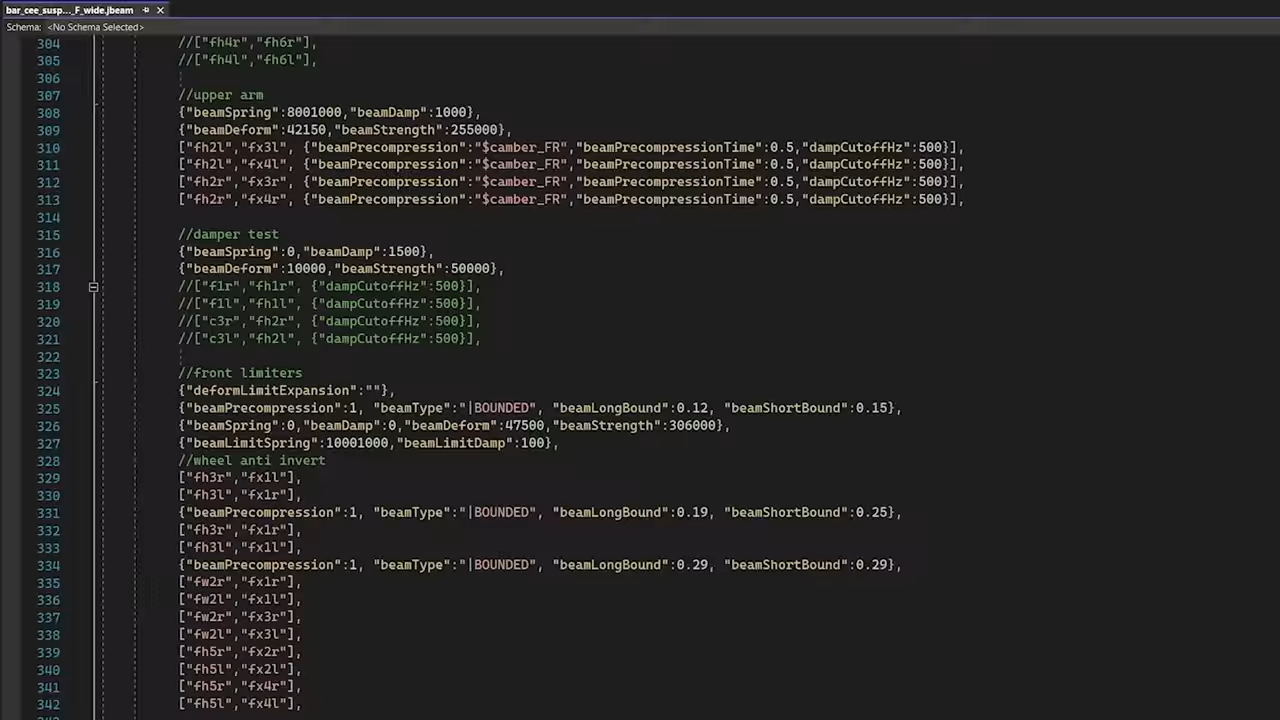 bar_cee_susp..._F_wide.jbeam
Schema: <No Schema Selected>
304 //["fh4r","fh6r"],
305 //["fh4l","fh6l"],
306
307 //upper arm
308 {"beamSpring":8001000,"beamDamp":1000},
309 {"beamDeform":42150,"beamStrength":255000},
310 ["fh2l","fx3l", {"beamPrecompression":"$camber_FR","beamPrecompressionTime":0.5,"dampCutoffHz":500}],
311 ["fh2l","fx4l", {"beamPrecompression":"$camber_FR","beamPrecompressionTime":0.5,"dampCutoffHz":500}],
312 ["fh2r","fx3r", {"beamPrecompression":"$camber_FR","beamPrecompressionTime":0.5,"dampCutoffHz":500}],
313 ["fh2r","fx4r", {"beamPrecompression":"$camber_FR","beamPrecompressionTime":0.5,"dampCutoffHz":500}],
314
315 //damper test
316 {"beamSpring":0,"beamDamp":1500},
317 {"beamDeform":10000,"beamStrength":50000},
318 //["f1r","fh1r", {"dampCutoffHz":500}],
319 //["f1l","fh1l", {"dampCutoffHz":500}],
320 //["c3r","fh2r", {"dampCutoffHz":500}],
321 //["c3l","fh2l", {"dampCutoffHz":500}],
322
323 //front limiters
324 {"deformLimitExpansion":""},
325 {"beamPrecompression":1, "beamType":"|BOUNDED", "beamLongBound":0.12, "beamShortBound":0.15},
326 {"beamSpring":0,"beamDamp":0,"beamDeform":47500,"beamStrength":306000},
327 {"beamLimitSpring":10001000,"beamLimitDamp":100},
328 //wheel anti invert
329 ["fh3r","fx1l"],
330 ["fh3l","fx1r"],
331 {"beamPrecompression":1, "beamType":"|BOUNDED", "beamLongBound":0.19, "beamShortBound":0.25},
332 ["fh3r","fx1r"],
333 ["fh3l","fx1l"],
334 {"beamPrecompression":1, "beamType":"|BOUNDED", "beamLongBound":0.29, "beamShortBound":0.29},
335 ["fw2r","fx1r"],
336 ["fw2l","fx1l"],
337 ["fw2r","fx3r"],
338 ["fw2l","fx3l"],
339 ["fh5r","fx2r"],
340 ["fh5l","fx2l"],
341 ["fh5r","fx4r"],
342 ["fh5l","fx4l"],